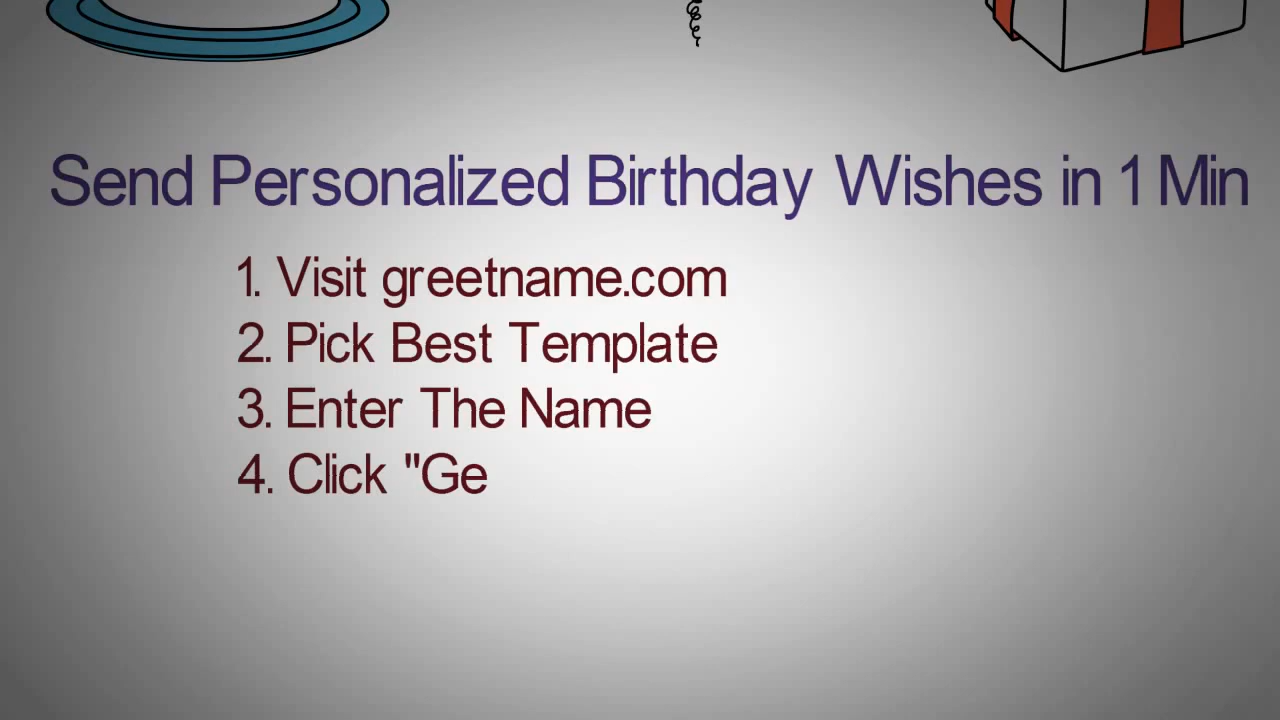 Send Personalized Birthday Wishes in 1 Min
1. Visit greetname.com
2. Pick Best Template
3. Enter The Name
4. Click "Ge